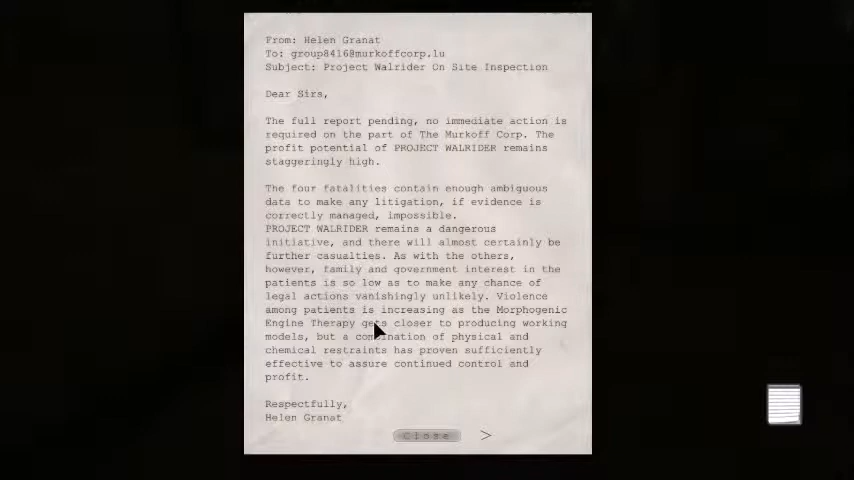 From: Helen Granat
To: group8416@murkoffcorp.lu
Subject: Project Walrider On Site Inspection
Dear Sirs,
The full report pending, no immediate action is
required on the part of The Murkoff Corp. The
profit potential of PROJECT WALRIDER remains
staggeringly high.
The four fatalities contain enough ambiguous
data to make any litigation, if evidence is
correctly managed, impossible.
PROJECT WALRIDER remains a dangerous
initiative, and there will almost certainly be
further casualties. As with the others,
however, family and government interest in the
patients is so low as to make any chance of
legal actions vanishingly unlikely. Violence
among patients is increasing as the Morphogenic
Engine Therapy gets closer to producing working
models, but a combination of physical and
chemical restraints has proven sufficiently
effective to assure continued control and
profit.
Respectfully,
Helen Granat
Close >